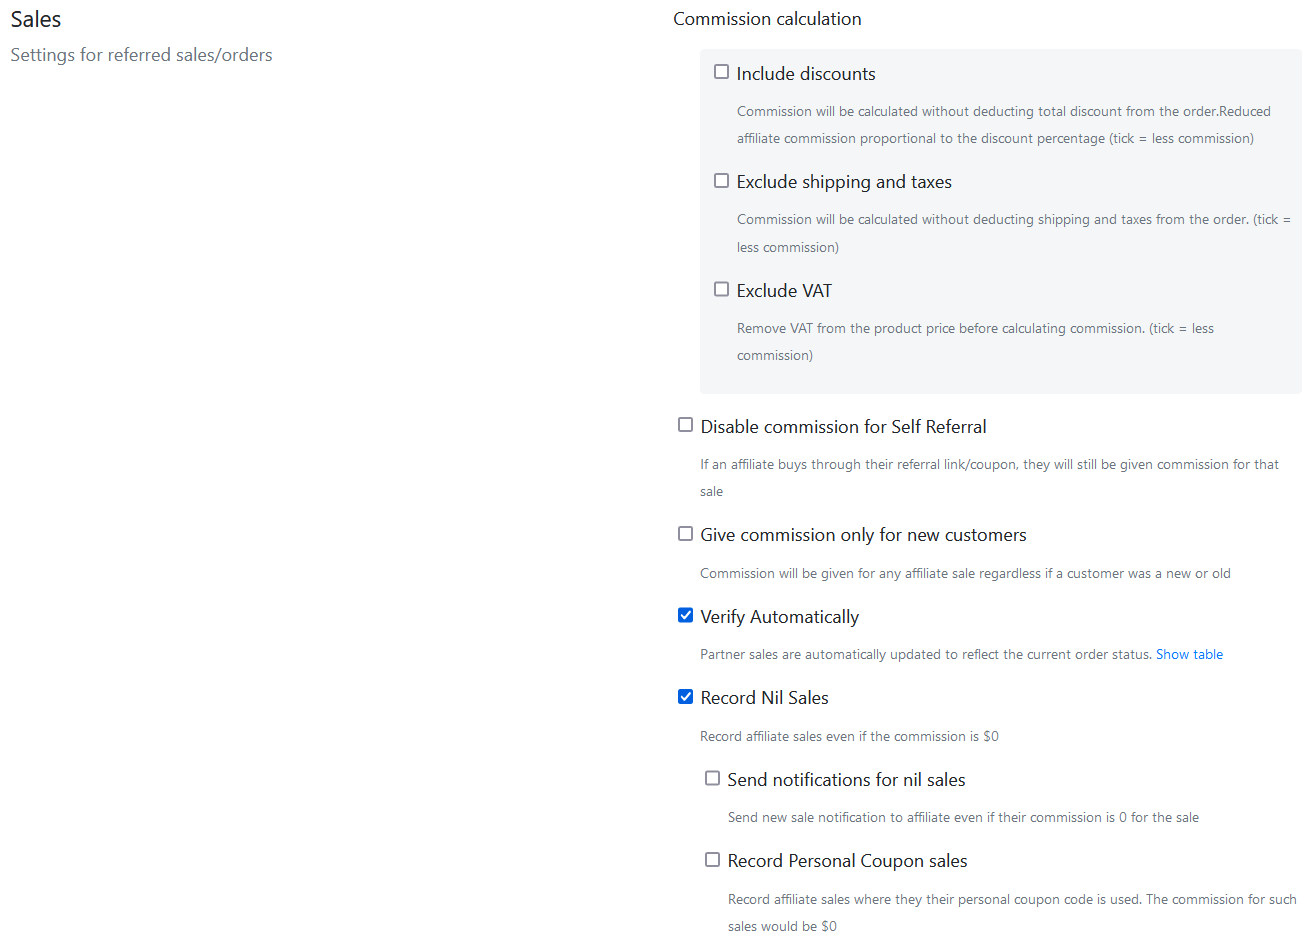 Sales
Settings for referred sales/orders
Commission calculation
Include discounts
Commission will be calculated without deducting total discount from the order.Reduced
affiliate commission proportional to the discount percentage (tick = less commission)
Exclude shipping and taxes
Commission will be calculated without deducting shipping and taxes from the order. (tick =
less commission)
Exclude VAT
Remove VAT from the product price before calculating commission. (tick = less
commission)
Disable commission for Self Referral
If an affiliate buys through their referral link/coupon, they will still be given commission for that
sale
Give commission only for new customers
Commission will be given for any affiliate sale regardless if a customer was a new or old
Verify Automatically
Partner sales are automatically updated to reflect the current order status. Show table
Record Nil Sales
Record affiliate sales even if the commission is $0
Send notifications for nil sales
Send new sale notification to affiliate even if their commission is 0 for the sale
Record Personal Coupon sales
Record affiliate sales where they their personal coupon code is used. The commission for such
sales would be $0